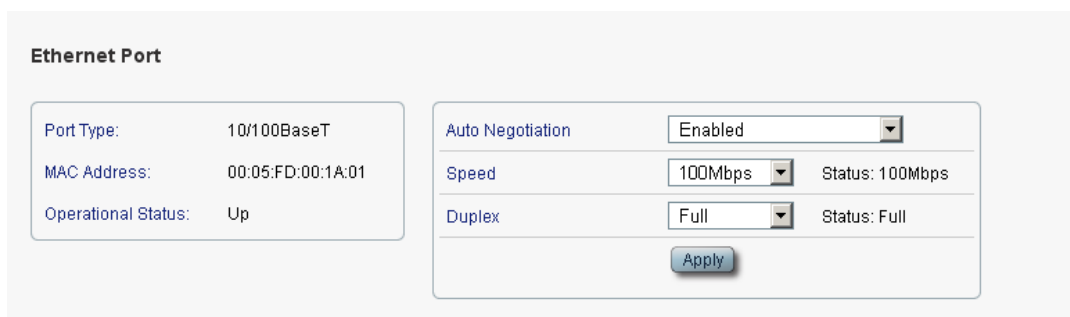 Ethernet Port
Port Type: 10/100BaseT
MAC Address: 00:05:FD:00:1A:01
Operational Status: Up
Auto Negotiation Enabled
Speed 100Mbps Status: 100Mbps
Duplex Full Status: Full
Apply